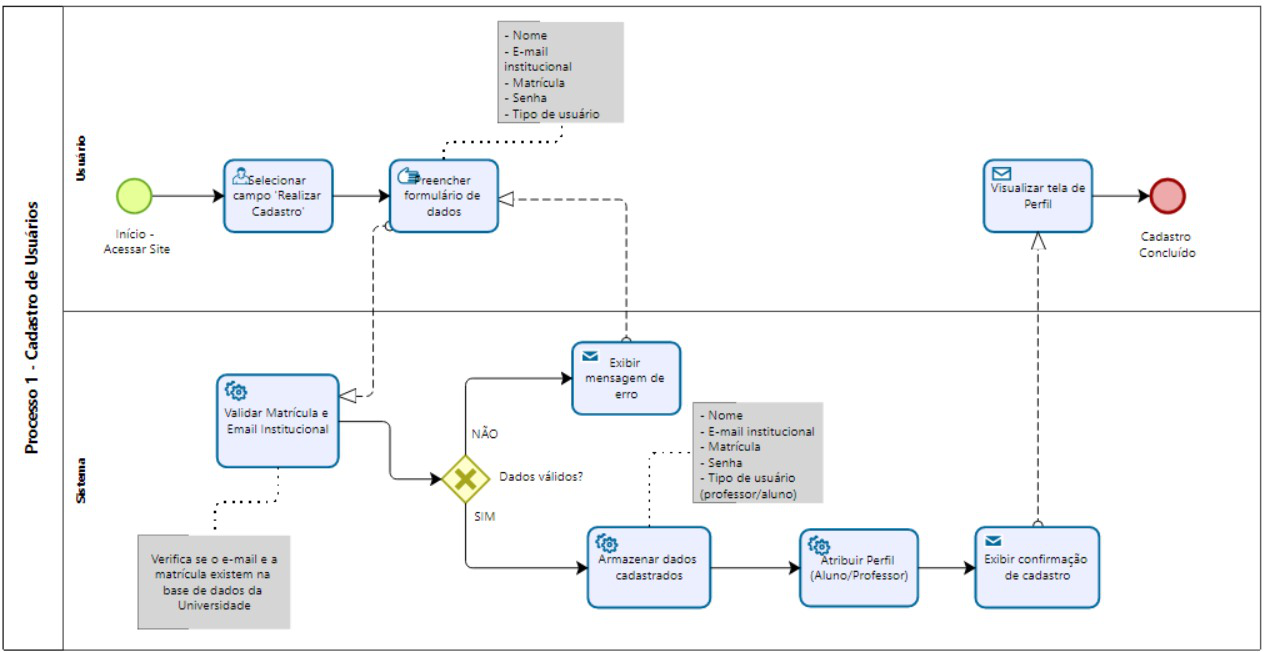 Processo 1 - Cadastro de Usuários
Usuário
- Nome
- E-mail
institucional
- Matrícula
- Senha
- Tipo de usuário
Início -
Acessar Site
Selecionar
campo 'Realizar
Cadastro'
Preencher
formulário de
dados
Visualizar tela de
Perfil
Cadastro
Concluído
Sistema
Validar Matrícula e
Email Institucional
Verifica se o e-mail e a
matrícula existem na
base de dados da
Universidade
NÃO
Dados válidos?
SIM
Exibir
mensagem de
erro
- Nome
- E-mail institucional
- Matrícula
- Senha
- Tipo de usuário
(professor/aluno)
Armazenar dados
cadastrados
Atribuir Perfil
(Aluno/Professor)
Exibir confirmação
de cadastro